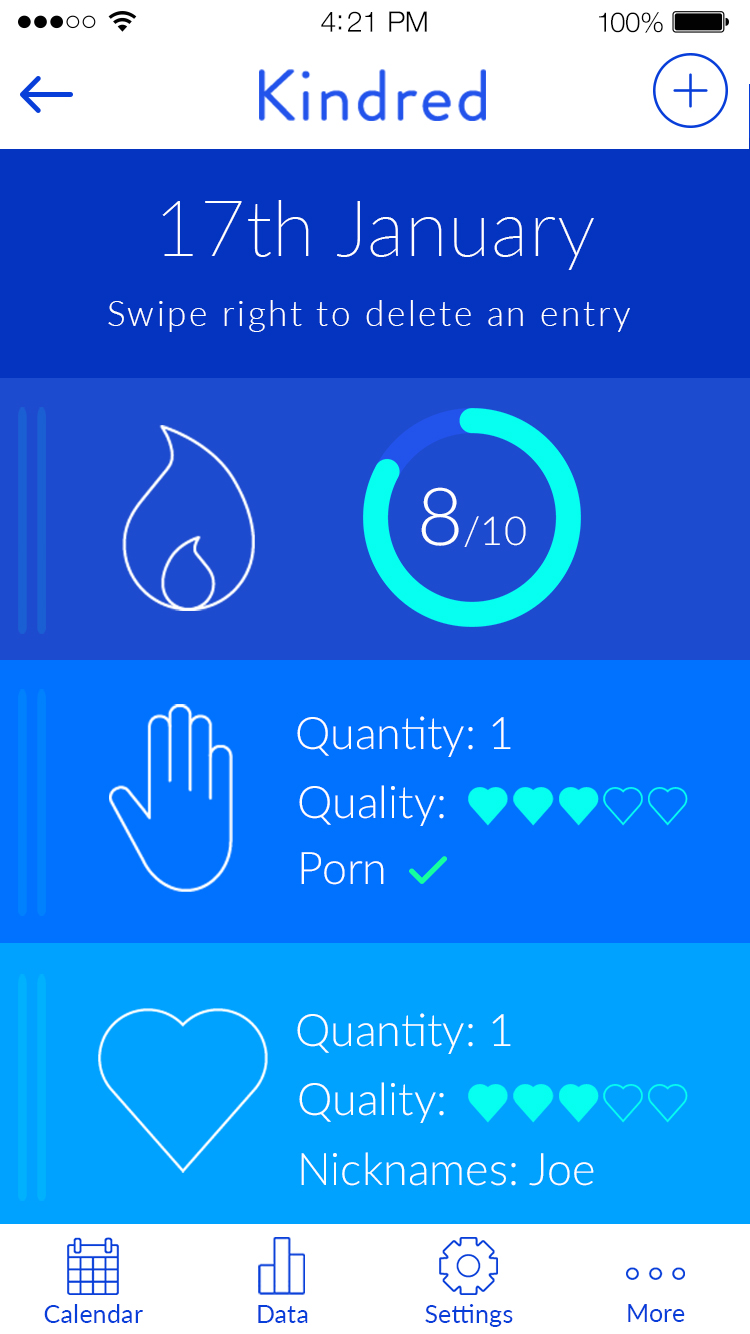 4:21 PM 100%
Kindred
17th January
Swipe right to delete an entry
8/10
Quantity: 1
Quality:
Porn
Quantity: 1
Quality:
Nicknames: Joe
Calendar Data Settings More